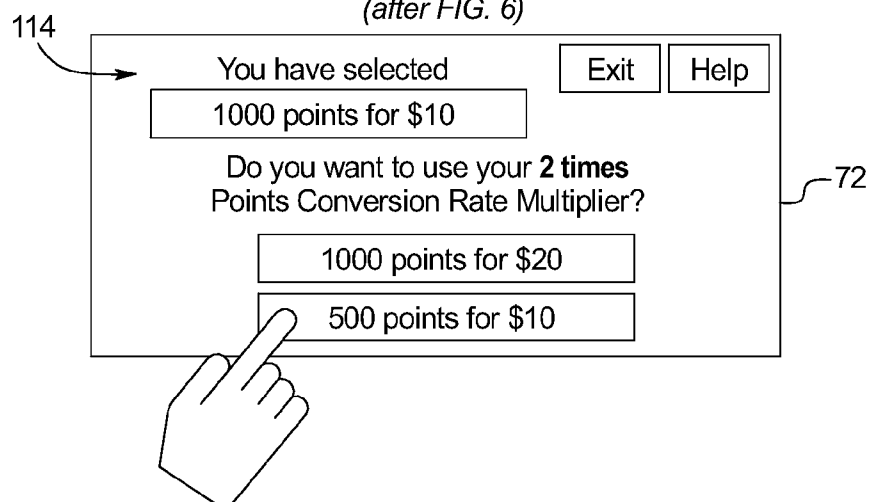 (after FIG. 6)
114
You have selected
Exit
Help
1000 points for $10
Do you want to use your 2 times
Points Conversion Rate Multiplier?
72
1000 points for $20
500 points for $10